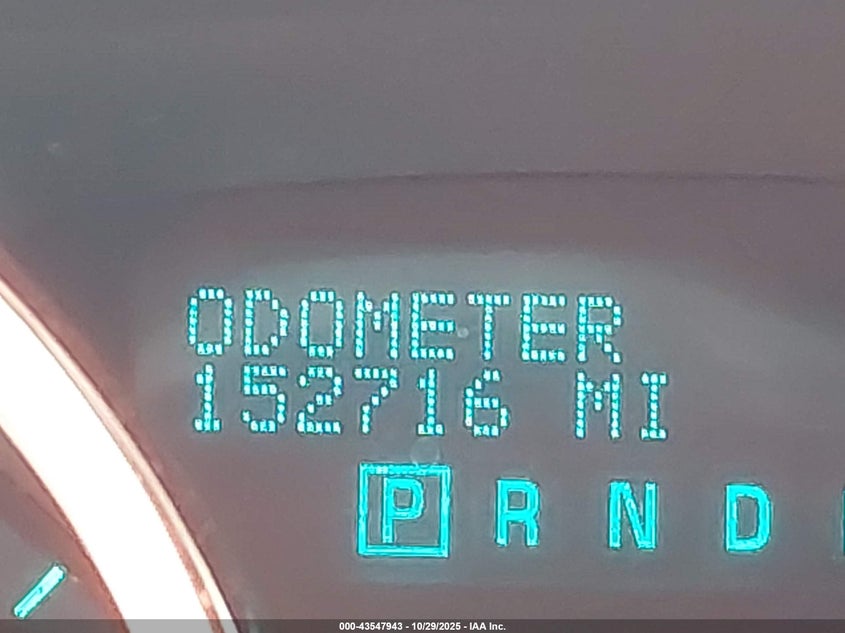 ODOMETER
152716 MI
P R N D
000-43547943 - 10/29/2025 - IAA Inc.